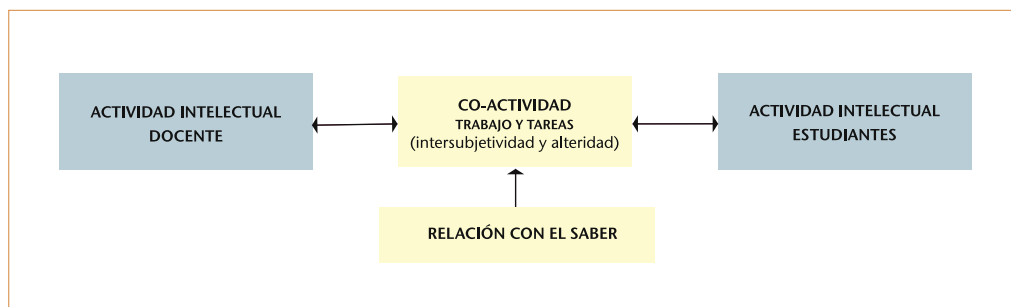 ACTIVIDAD INTELECTUAL
DOCENTE
CO-ACTIVIDAD
TRABAJO Y TAREAS
(intersubjetividad y alteridad)
ACTIVIDAD INTELECTUAL
ESTUDIANTES
RELACIÓN CON EL SABER